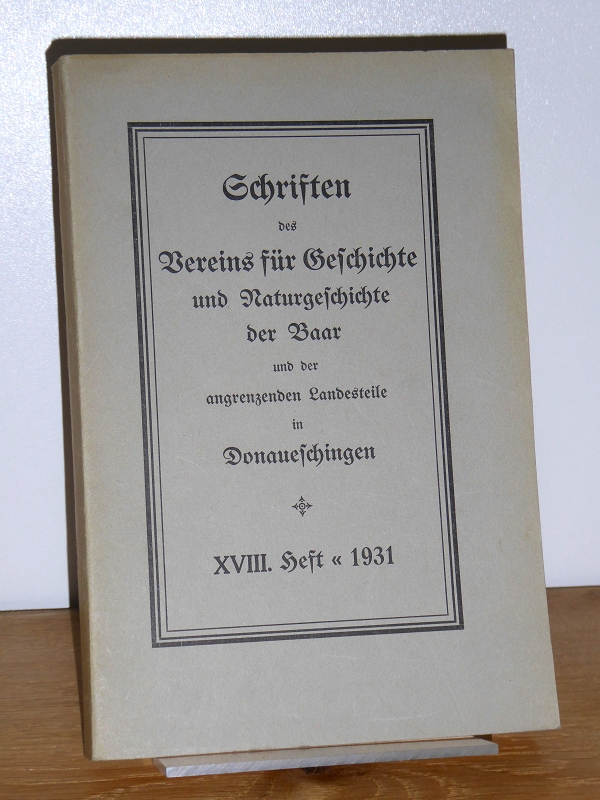 Schriften
des
Vereins für Geschichte
und Naturgeschichte
der Baar
und der
angrenzenden Landesteile
in
Donaueschingen
XVIII. Heft « 1931